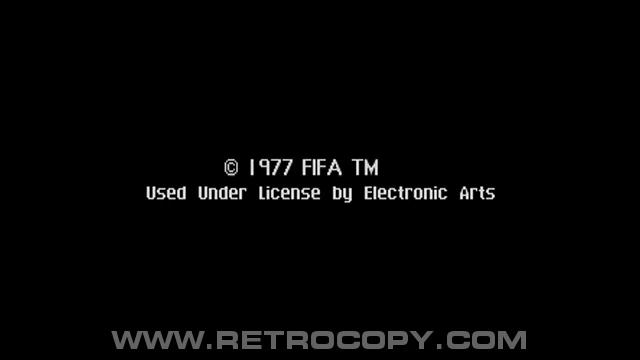 © 1977 FIFA TM
Used Under License by Electronic Arts
WWW.RETROCOPY.COM